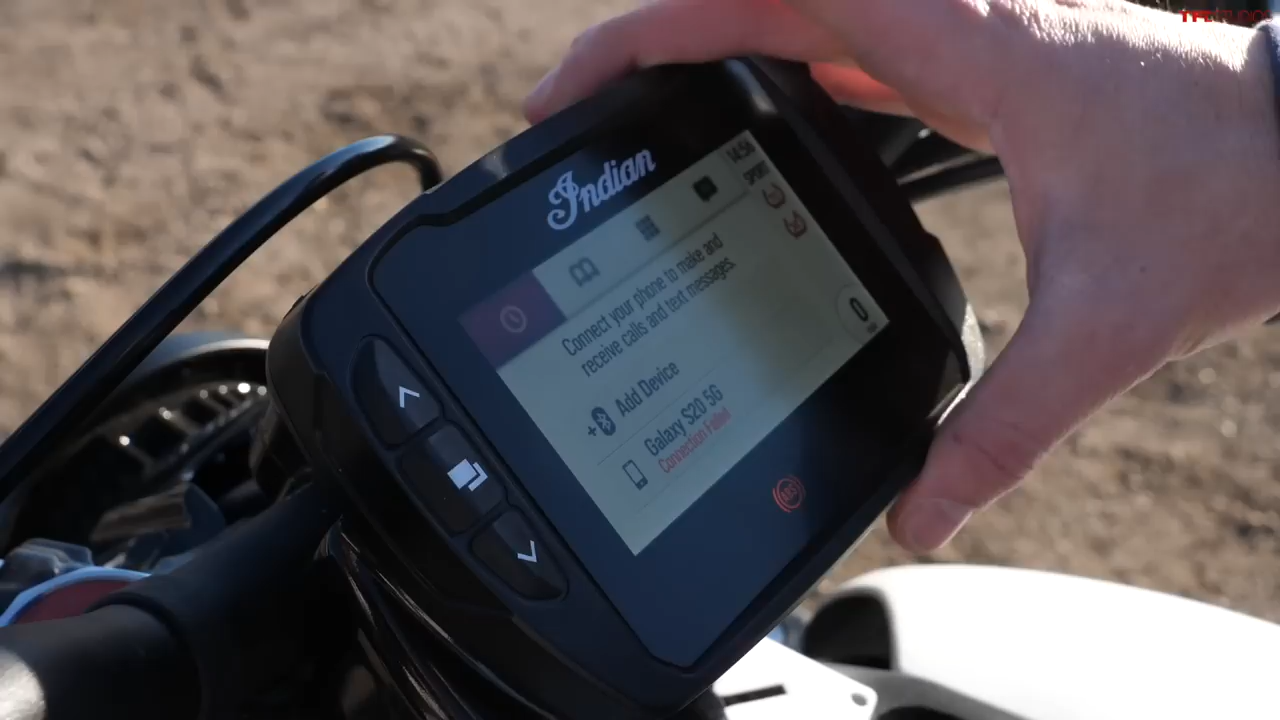 Indian
14:54
SPORT
Connect your phone to make and
receive calls and text messages.
Add Device
Galaxy S20 5G
Connection Failed
0
ABS